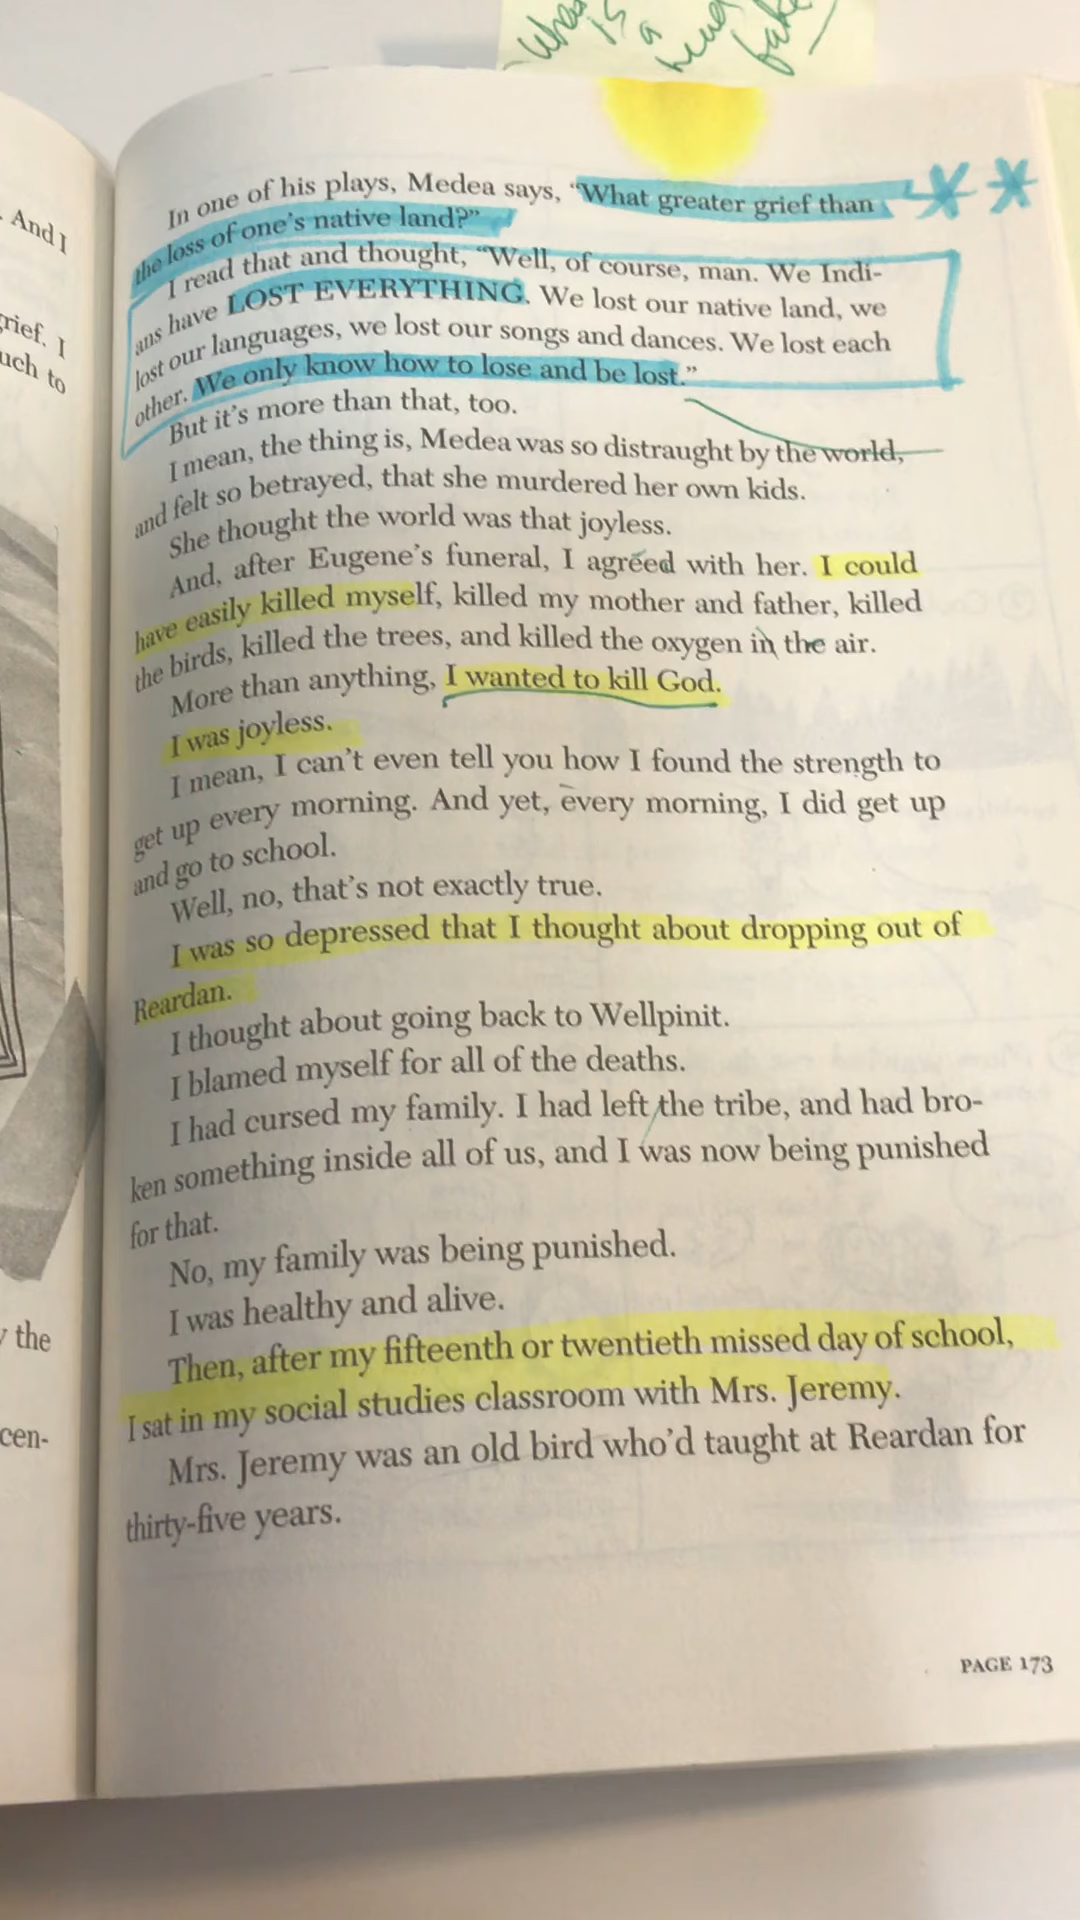 What
is
a
In one of his plays, Medea says, “What greater grief than
the loss of one’s native land?”
I read that and thought, “Well, of course, man. We Indi-
ans have LOST EVERYTHING. We lost our native land, we
lost our languages, we lost our songs and dances. We lost each
other. We only know how to lose and be lost.”
But it’s more than that, too.
I mean, the thing is, Medea was so distraught by the world,
and felt so betrayed, that she murdered her own kids.
She thought the world was that joyless.
And, after Eugene’s funeral, I agreed with her. I could
have easily killed myself, killed my mother and father, killed
the birds, killed the trees, and killed the oxygen in the air.
More than anything, I wanted to kill God.
I was joyless.
I mean, I can’t even tell you how I found the strength to
get up every morning. And yet, every morning, I did get up
and go to school.
Well, no, that’s not exactly true.
I was so depressed that I thought about dropping out of
Reardan.
I thought about going back to Wellpinit.
I blamed myself for all of the deaths.
I had cursed my family. I had left the tribe, and had bro-
ken something inside all of us, and I was now being punished
for that.
No, my family was being punished.
I was healthy and alive.
Then, after my fifteenth or twentieth missed day of school,
I sat in my social studies classroom with Mrs. Jeremy.
Mrs. Jeremy was an old bird who’d taught at Reardan for
thirty-five years.
PAGE 173
. And I
I
to
the
cen-